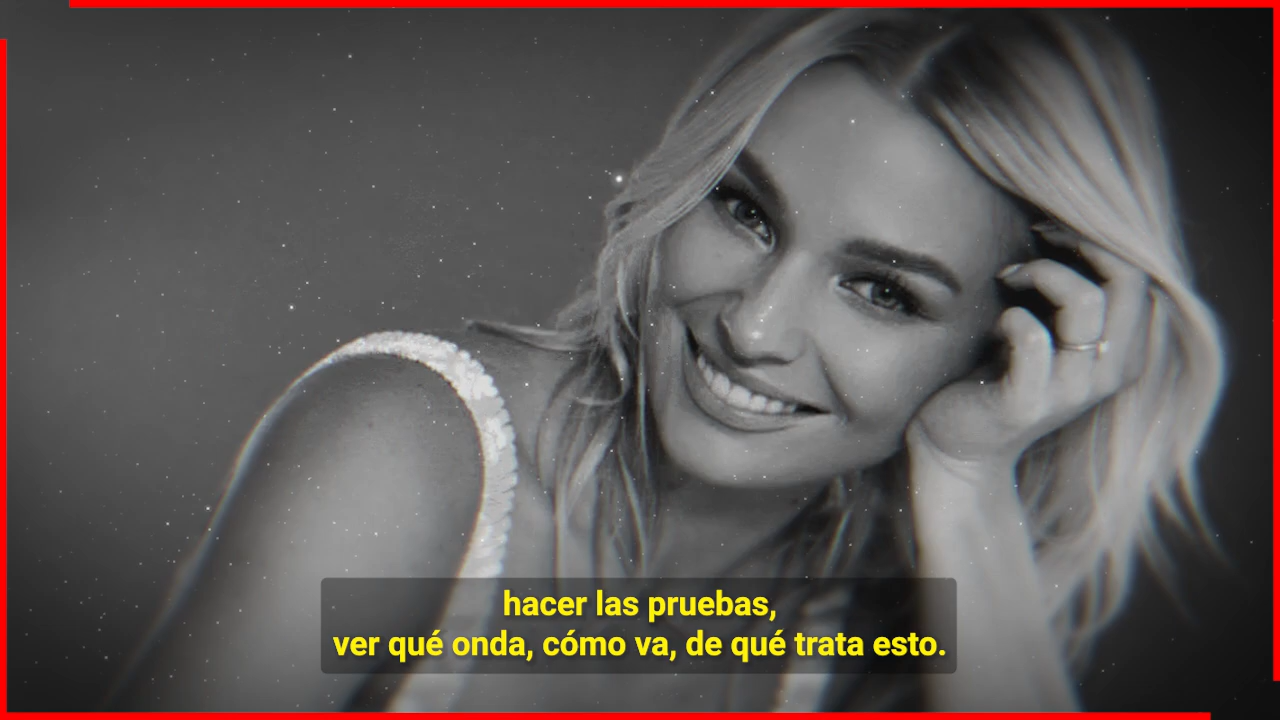 hacer las pruebas,
ver qué onda, cómo va, de qué trata esto.